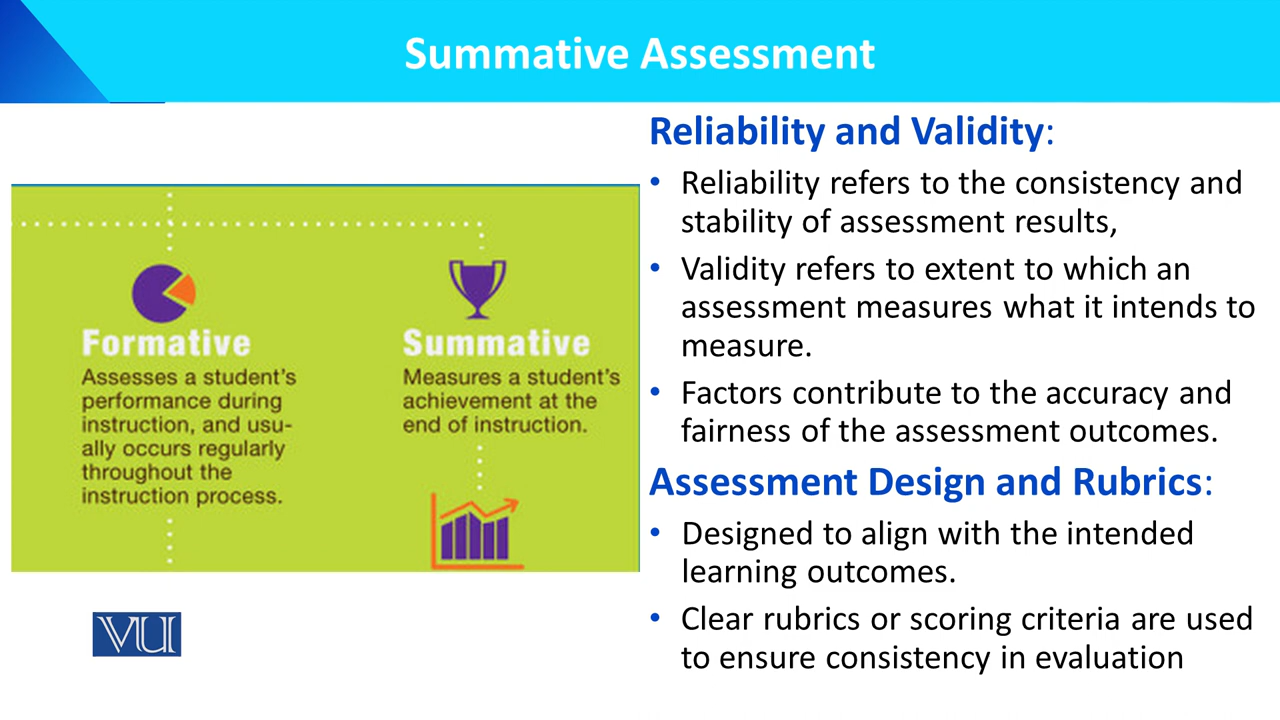 Summative Assessment
Formative
Assesses a student's
performance during
instruction, and usu-
ally occurs regularly
throughout the
instruction process.
Summative
Measures a student's
achievement at the
end of instruction.
VU
Reliability and Validity:
• Reliability refers to the consistency and
stability of assessment results,
• Validity refers to extent to which an
assessment measures what it intends to
measure.
• Factors contribute to the accuracy and
fairness of the assessment outcomes.
Assessment Design and Rubrics:
• Designed to align with the intended
learning outcomes.
• Clear rubrics or scoring criteria are used
to ensure consistency in evaluation